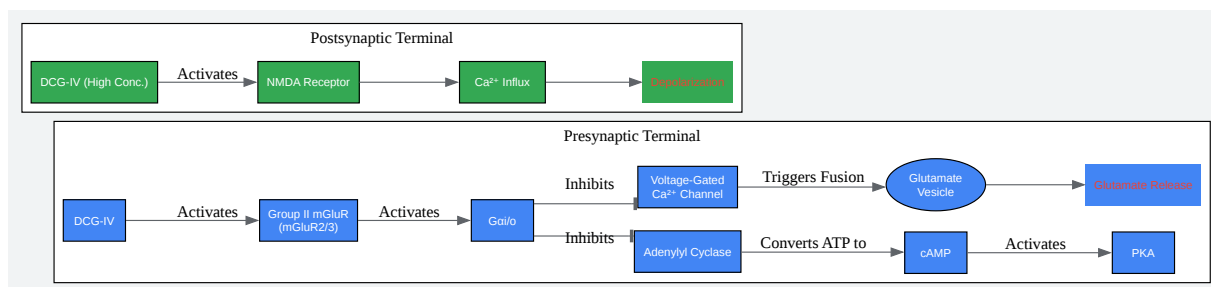 Postsynaptic Terminal
DCG-IV (High Conc.)
Activates
NMDA Receptor
Ca²⁺ Influx
Depolarization
Presynaptic Terminal
DCG-IV
Activates
Group II mGluR
(mGluR2/3)
Activates
Gαi/o
Inhibits
Voltage-Gated
Ca²⁺ Channel
Triggers Fusion
Glutamate
Vesicle
Glutamate Release
Inhibits
Adenylyl Cyclase
Converts ATP to
cAMP
Activates
PKA